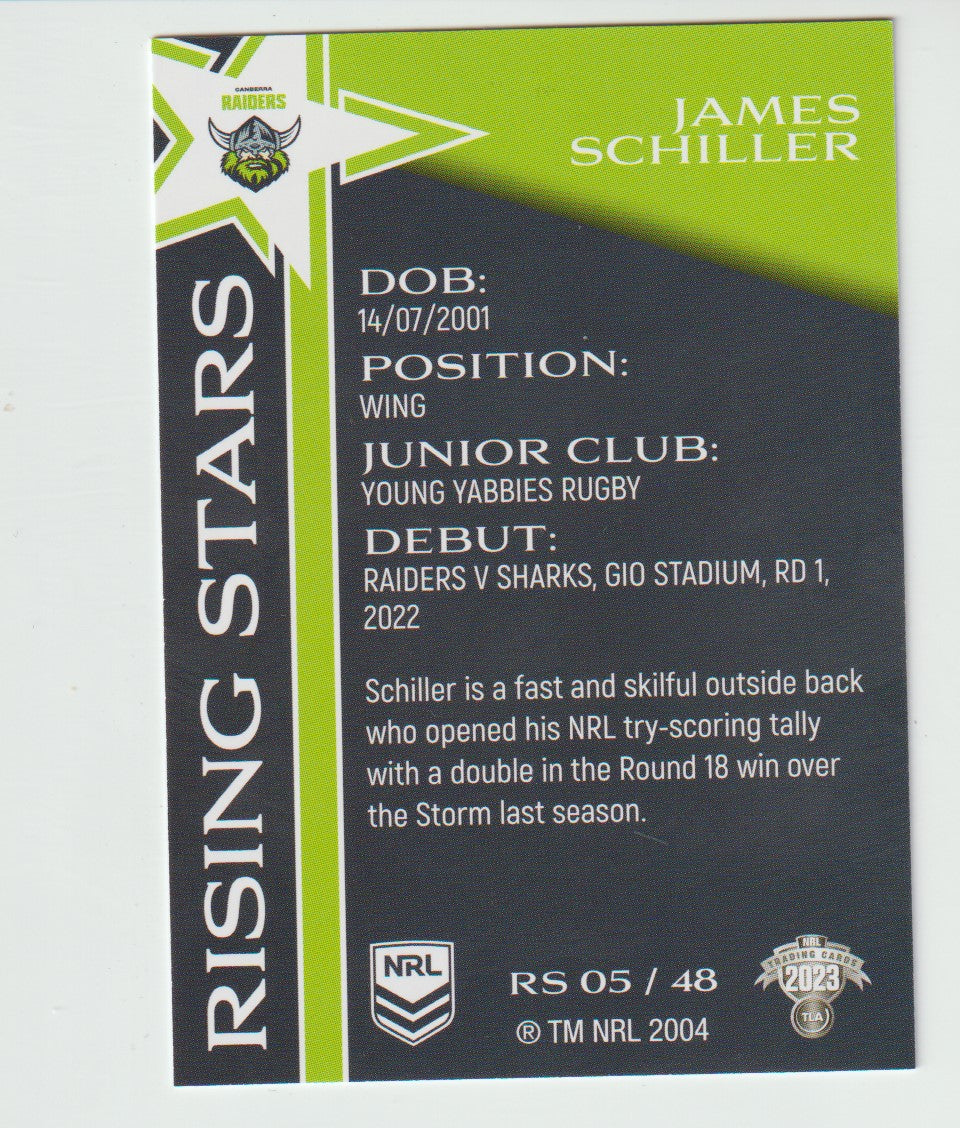 CANBERRA
RAIDERS
JAMES
SCHILLER
RISING STARS
DOB:
14/07/2001
POSITION:
WING
JUNIOR CLUB:
YOUNG YABBIES RUGBY
DEBUT:
RAIDERS V SHARKS, GIO STADIUM, RD 1,
2022
Schiller is a fast and skilful outside back
who opened his NRL try-scoring tally
with a double in the Round 18 win over
the Storm last season.
NRL
RS 05 / 48
® TM NRL 2004
NRL
TRADING CARDS
2023
TLA